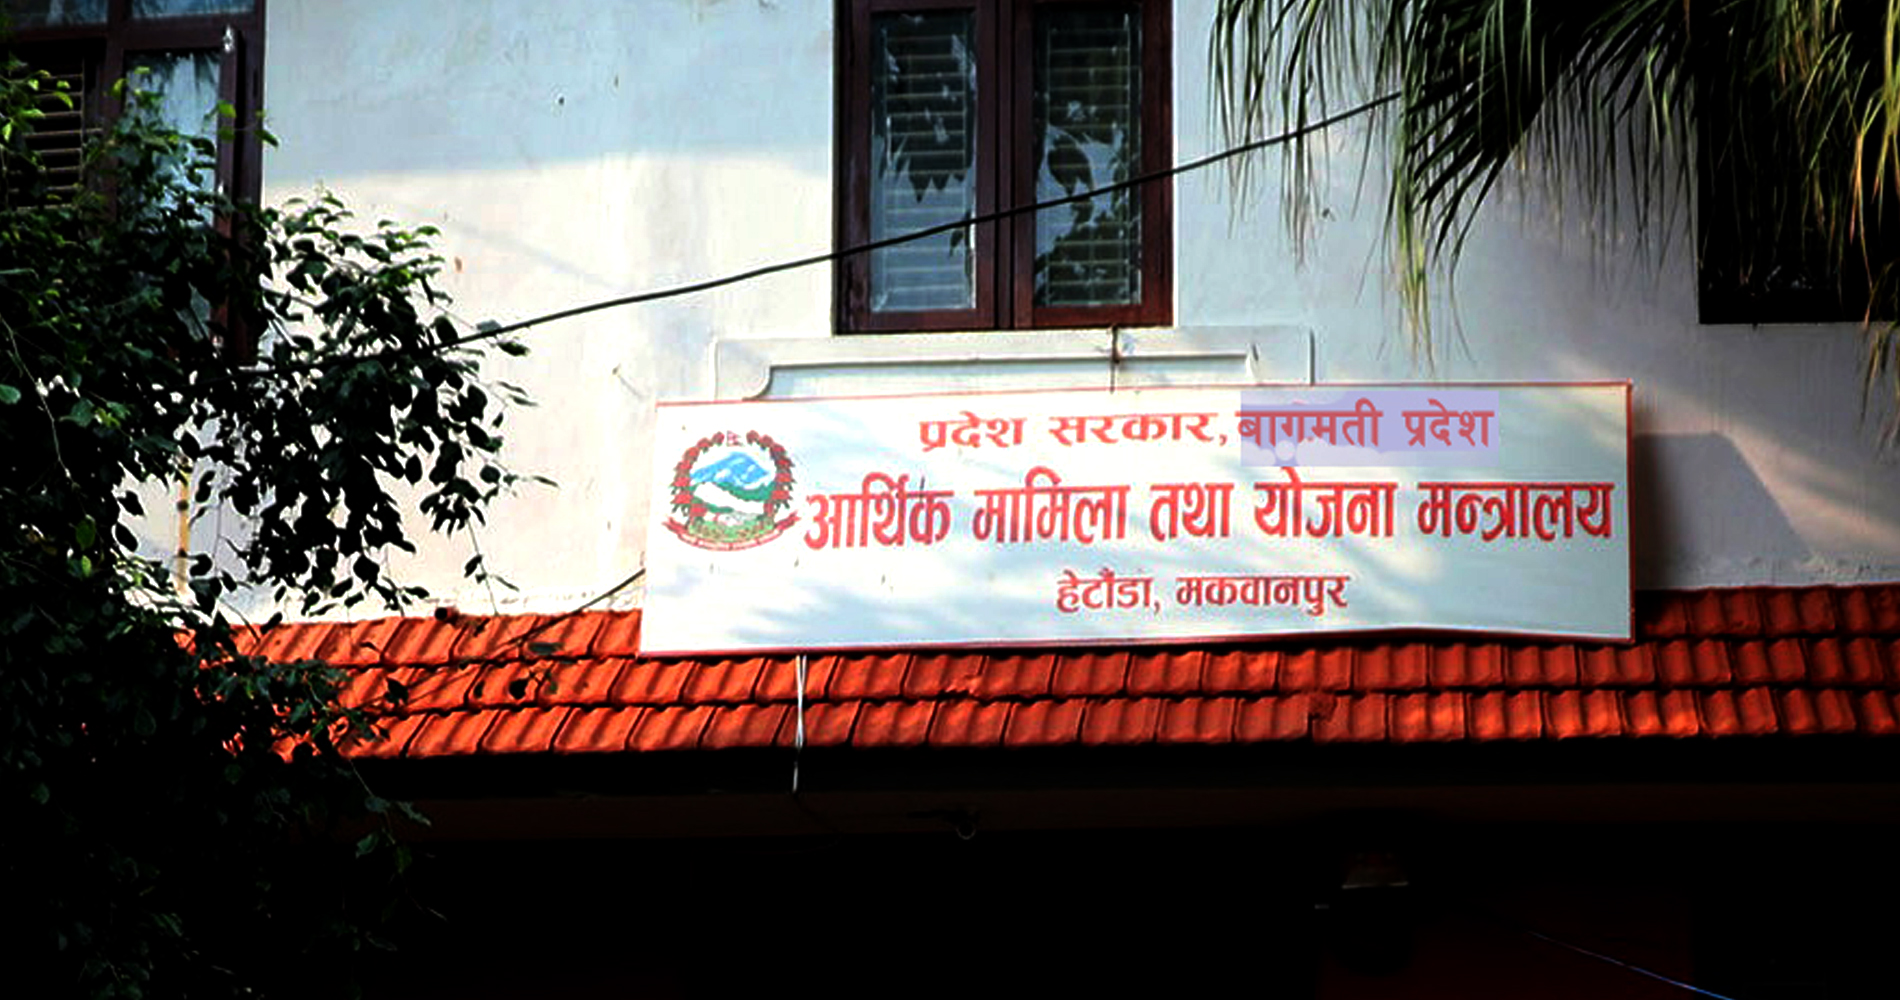 प्रदेश सरकार, बागमती प्रदेश
आर्थिक मामिला तथा योजना मन्त्रालय
हेटौंडा, मकवानपुर